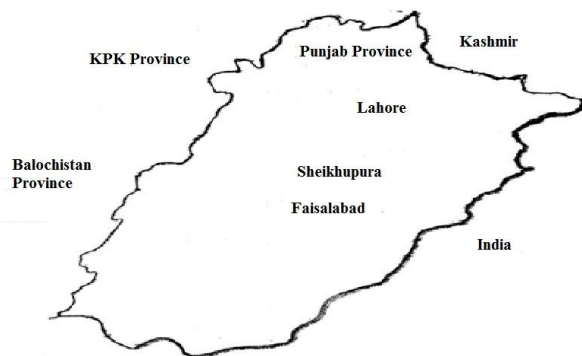 Kashmir
Punjab Province
KPK Province
Lahore
Balochistan
Province
Sheikhupura
Faisalabad
India